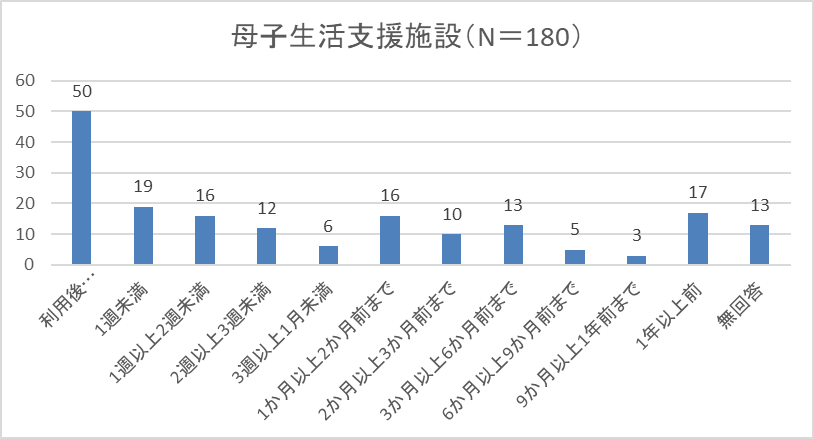 母子生活支援施設（N＝180）
60
50
40
30
20
10
0
50
19
16
12
6
16
10
13
5
3
17
13
利用後…
1週未満
1週以上2週未満
2週以上3週未満
3週以上1月未満
1か月以上2か月前まで
2か月以上3か月前まで
3か月以上6か月前まで
6か月以上9か月前まで
9か月以上1年前まで
1年以上前
無回答